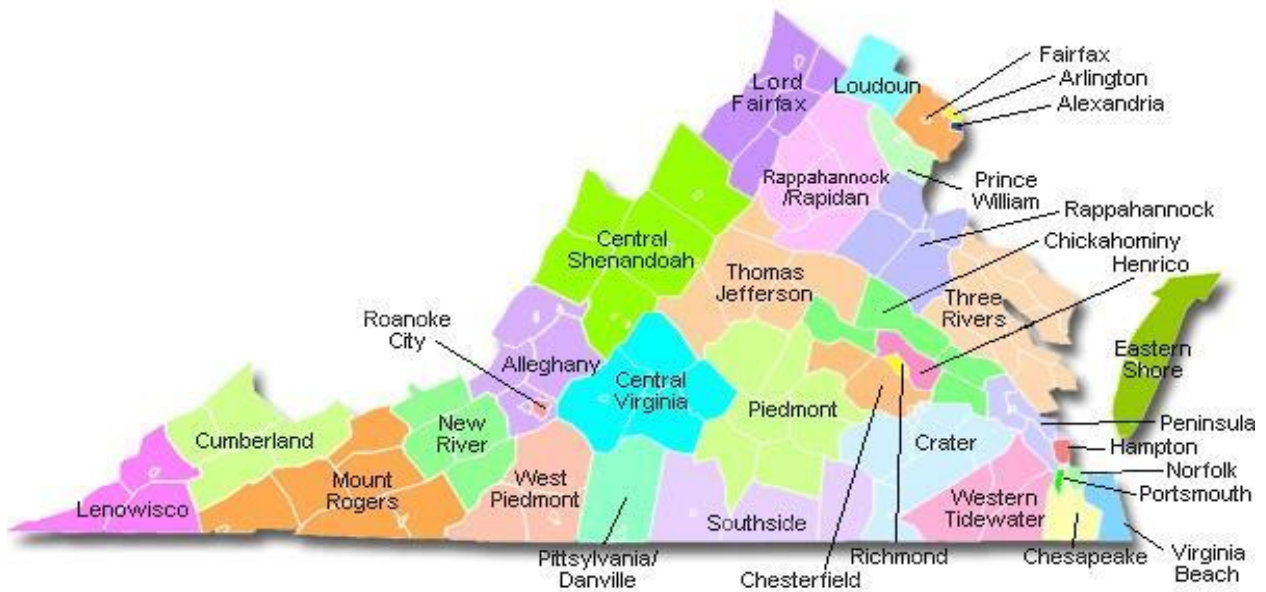 Fairfax
Arlington
Alexandria
Lord
Fairfax
Loudoun
Rappahannock
/Rapidan
Prince
William
Rappahannock
Chickahominy
Henrico
Central
Shenandoah
Thomas
Jefferson
Three
Rivers
Roanoke
City
Alleghany
Eastern
Shore
Central
Virginia
Piedmont
Peninsula
Hampton
Norfolk
Portsmouth
Cumberland
New
River
Crater
Mount
Rogers
West
Piedmont
Lenowisco
Southside
Western
Tidewater
Pittsylvania/
Danville
Chesterfield
Richmond
Chesapeake
Virginia
Beach